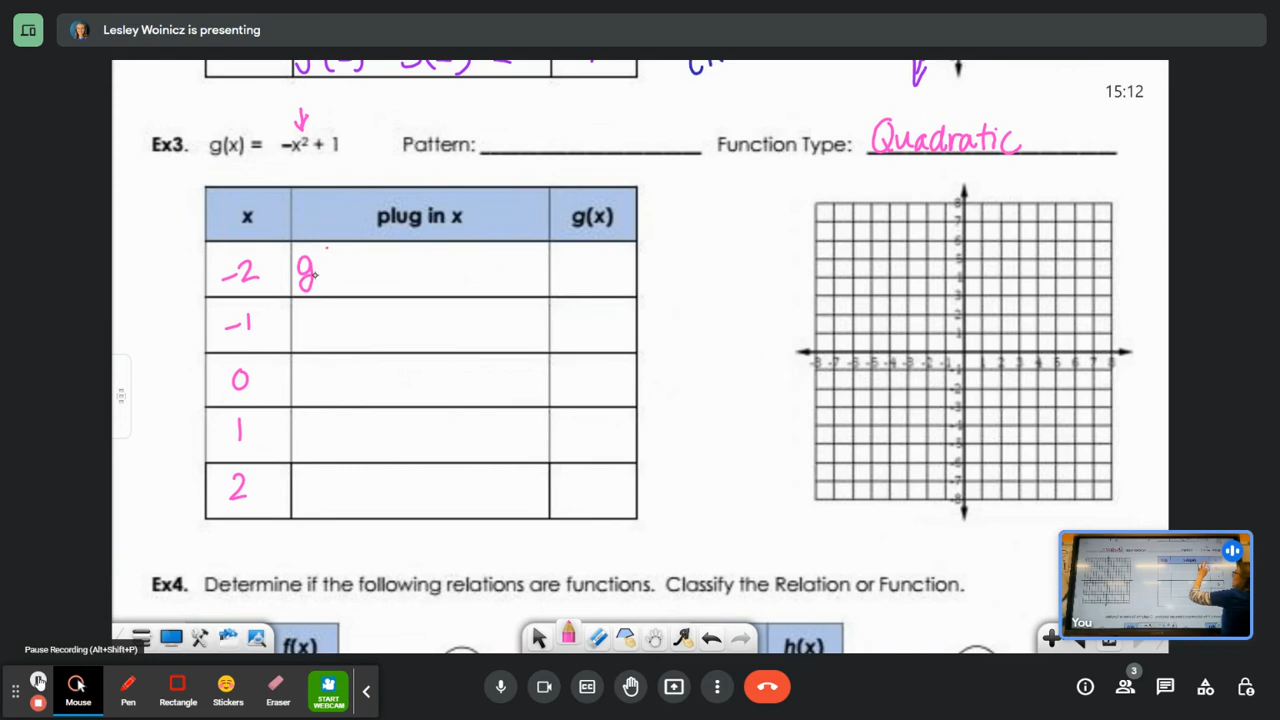 Lesley Woinicz is presenting
15:12
Ex3. g(x) = -x² + 1 Pattern: ____ Function Type: Quadratic
x plug in x g(x)
-2 g
-1
0
1
2
8
-8 -7 -6 -5 -4 -3 -2 -1 1 2 3 4 5 6 7 8
Ex4. Determine if the following relations are functions. Classify the Relation or Function.
f(x) h(x)
You
Pause Recording (Alt+Shift+P)
Mouse Pen Rectangle Stickers Eraser START WEBCAM
CC
3